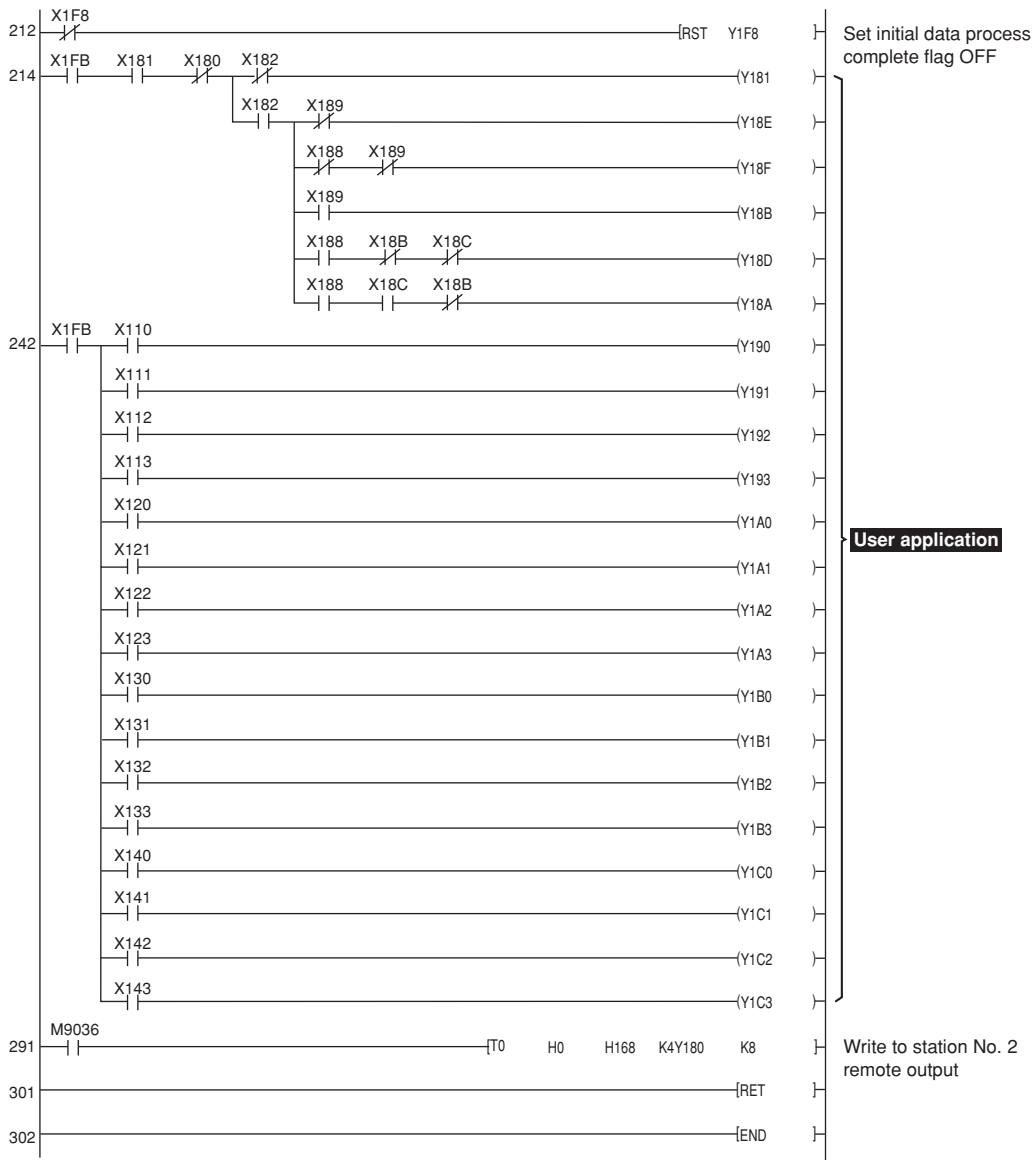 X1F8
212 [RST Y1F8 ] Set initial data process
complete flag OFF
X1FB X181 X180 X182
214 (Y181 )
X182 X189
(Y18E )
X188 X189
(Y18F )
X189
(Y18B )
X188 X18B X18C
(Y18D )
X188 X18C X18B
(Y18A )
X1FB X110
242 (Y190 )
X111
(Y191 )
X112
(Y192 )
X113
(Y193 )
X120
(Y1A0 )
User application
X121
(Y1A1 )
X122
(Y1A2 )
X123
(Y1A3 )
X130
(Y1B0 )
X131
(Y1B1 )
X132
(Y1B2 )
X133
(Y1B3 )
X140
(Y1C0 )
X141
(Y1C1 )
X142
(Y1C2 )
X143
(Y1C3 )
M9036
291 [T0 H0 H168 K4Y180 K8 ] Write to station No. 2
remote output
301 [RET ]
302 [END ]